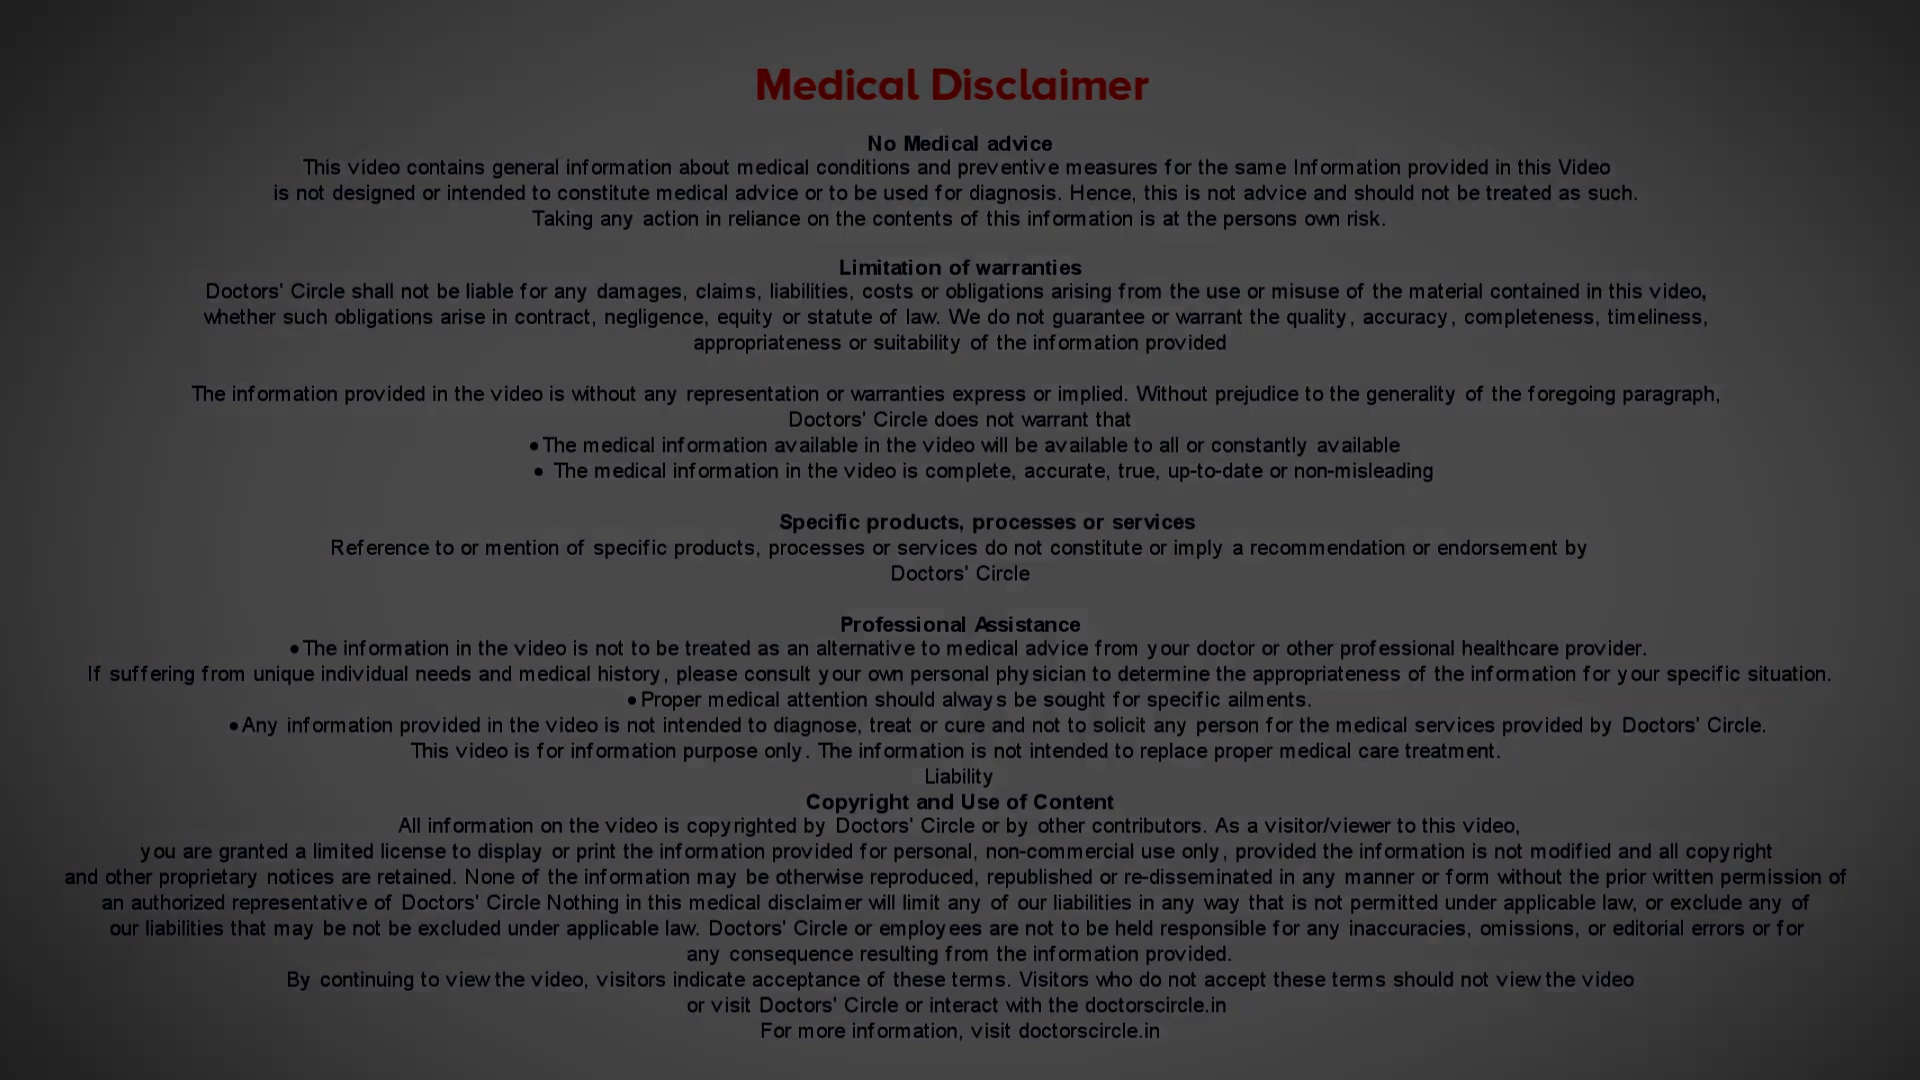 Medical Disclaimer
No Medical advice
This video contains general information about medical conditions and preventive measures for the same Information provided in this Video
is not designed or intended to constitute medical advice or to be used for diagnosis. Hence, this is not advice and should not be treated as such.
Taking any action in reliance on the contents of this information is at the persons own risk.
Limitation of warranties
Doctors' Circle shall not be liable for any damages, claims, liabilities, costs or obligations arising from the use or misuse of the material contained in this video,
whether such obligations arise in contract, negligence, equity or statute of law. We do not guarantee or warrant the quality, accuracy, completeness, timeliness,
appropriateness or suitability of the information provided
The information provided in the video is without any representation or warranties express or implied. Without prejudice to the generality of the foregoing paragraph,
Doctors' Circle does not warrant that
•The medical information available in the video will be available to all or constantly available
• The medical information in the video is complete, accurate, true, up-to-date or non-misleading
Specific products, processes or services
Reference to or mention of specific products, processes or services do not constitute or imply a recommendation or endorsement by
Doctors' Circle
Professional Assistance
•The information in the video is not to be treated as an alternative to medical advice from your doctor or other professional healthcare provider.
If suffering from unique individual needs and medical history, please consult your own personal physician to determine the appropriateness of the information for your specific situation.
•Proper medical attention should always be sought for specific ailments.
•Any information provided in the video is not intended to diagnose, treat or cure and not to solicit any person for the medical services provided by Doctors' Circle.
This video is for information purpose only. The information is not intended to replace proper medical care treatment.
Liability
Copyright and Use of Content
All information on the video is copyrighted by Doctors' Circle or by other contributors. As a visitor/viewer to this video,
you are granted a limited license to display or print the information provided for personal, non-commercial use only, provided the information is not modified and all copyright
and other proprietary notices are retained. None of the information may be otherwise reproduced, republished or re-disseminated in any manner or form without the prior written permission of
an authorized representative of Doctors' Circle Nothing in this medical disclaimer will limit any of our liabilities in any way that is not permitted under applicable law, or exclude any of
our liabilities that may be not be excluded under applicable law. Doctors' Circle or employees are not to be held responsible for any inaccuracies, omissions, or editorial errors or for
any consequence resulting from the information provided.
By continuing to view the video, visitors indicate acceptance of these terms. Visitors who do not accept these terms should not view the video
or visit Doctors' Circle or interact with the doctorscircle.in
For more information, visit doctorscircle.in